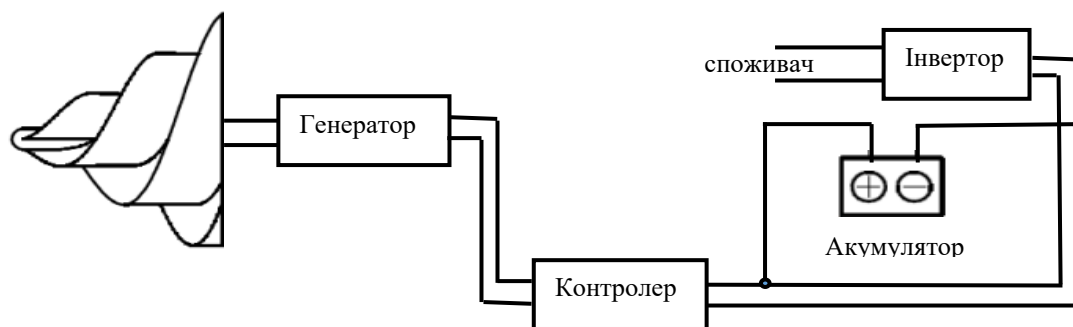 споживач
Інвертор
Генератор
Акумулятор
Контролер